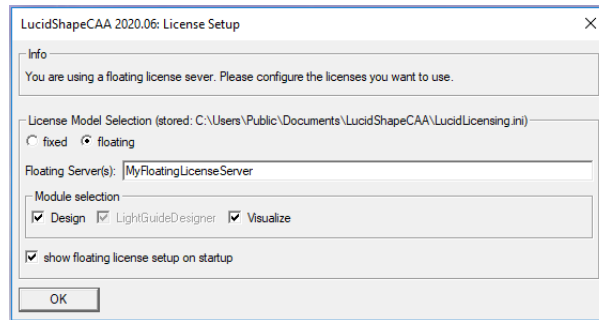 LucidShapeCAA 2020.06: License Setup
Info
You are using a floating license sever. Please configure the licenses you want to use.
License Model Selection (stored: C:\Users\Public\Documents\LucidShapeCAA\LucidLicensing.ini)
fixed floating
Floating Server(s): MyFloatingLicenseServer
Module selection
Design LightGuideDesigner Visualize
show floating license setup on startup
OK